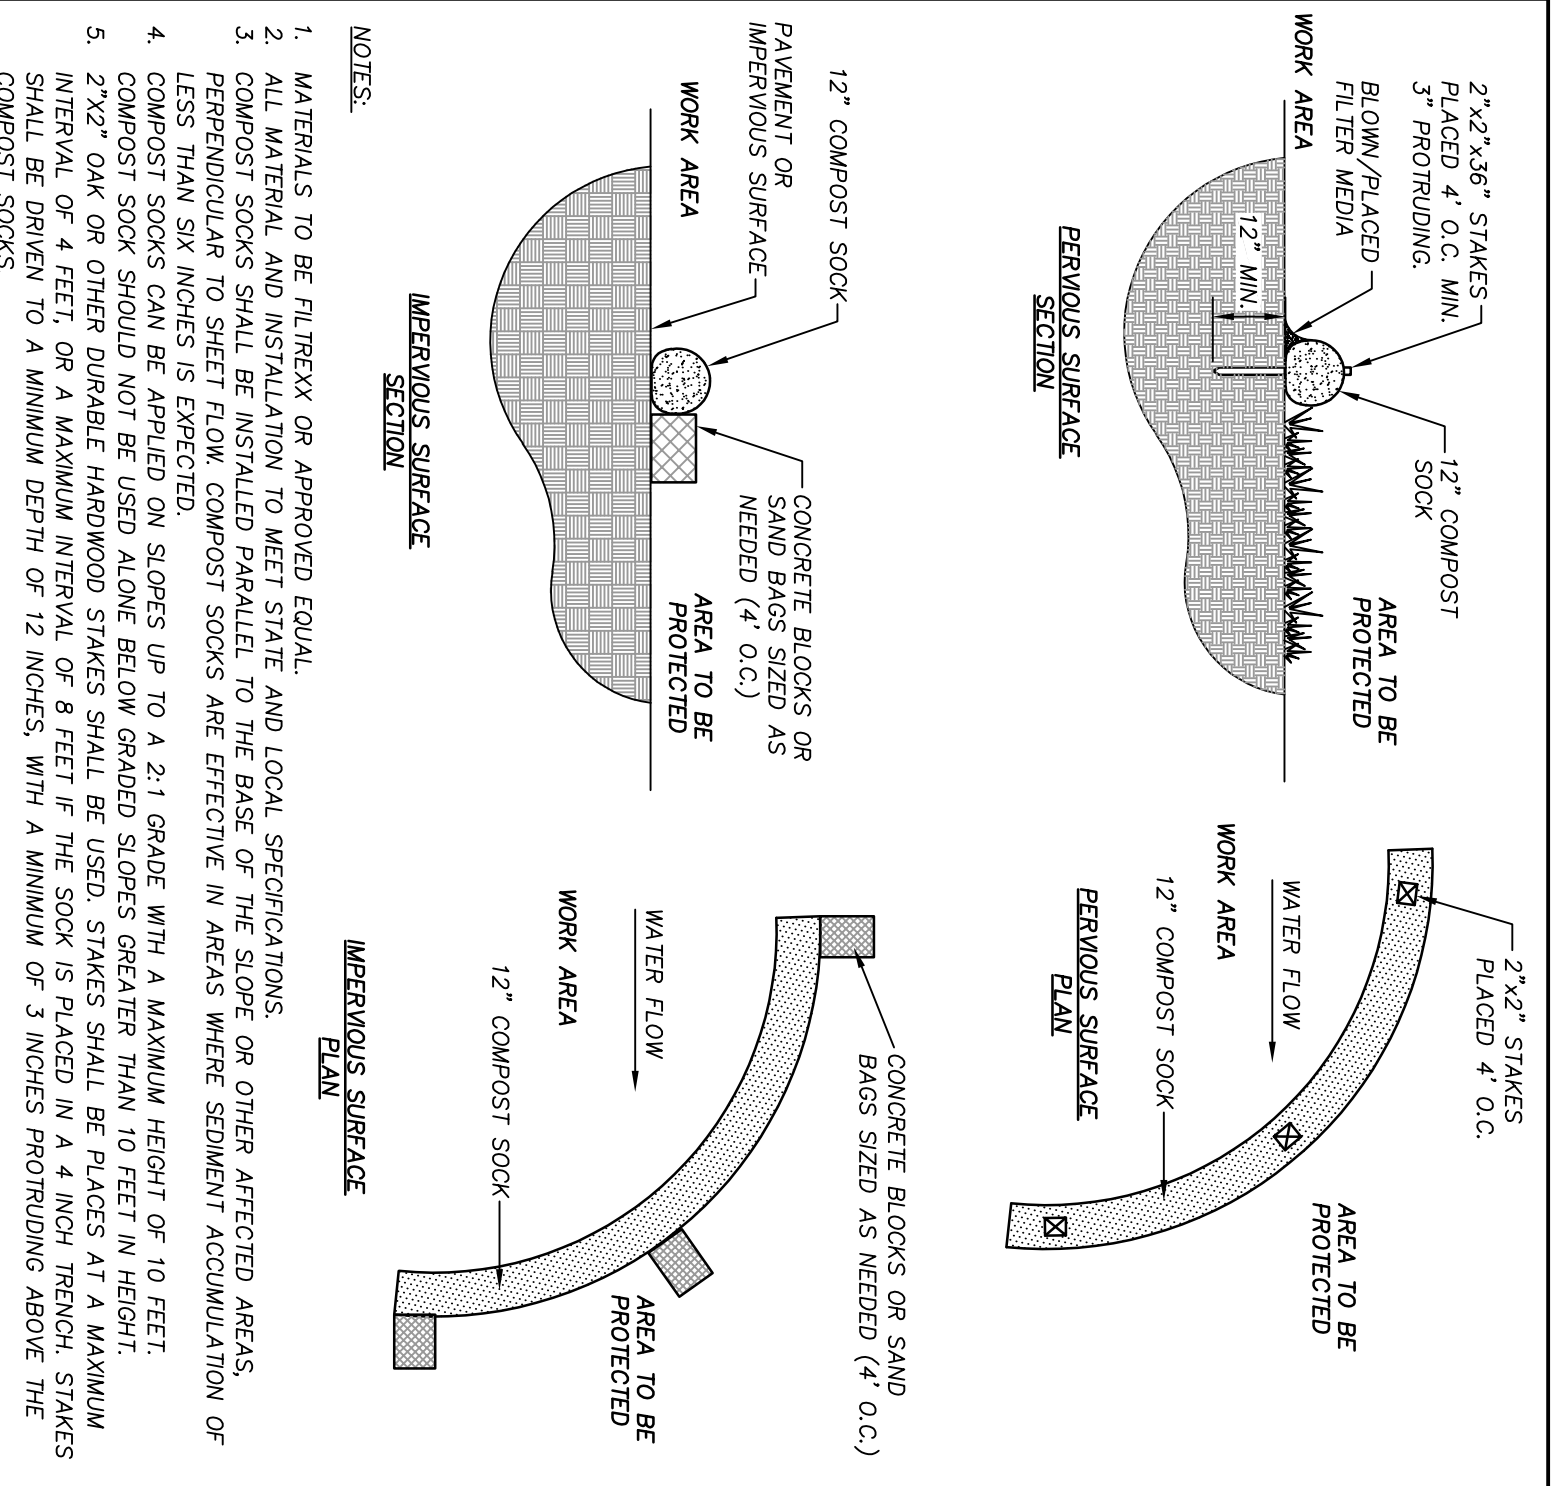 2"x2"x36" STAKES
PLACED 4' O.C. MIN.
3" PROTRUDING.
BLOWN/PLACED
FILTER MEDIA
WORK AREA
12" COMPOST
SOCK
AREA TO BE
PROTECTED
12" MIN.
PERVIOUS SURFACE
SECTION
2"x2" STAKES
PLACED 4' O.C.
AREA TO BE
PROTECTED
WATER FLOW
WORK AREA
12" COMPOST SOCK
PERVIOUS SURFACE
PLAN
12" COMPOST SOCK
PAVEMENT OR
IMPERVIOUS SURFACE
WORK AREA
CONCRETE BLOCKS OR
SAND BAGS SIZED AS
NEEDED (4' O.C.)
AREA TO BE
PROTECTED
IMPERVIOUS SURFACE
SECTION
CONCRETE BLOCKS OR SAND
BAGS SIZED AS NEEDED (4' O.C.)
WATER FLOW
WORK AREA
AREA TO BE
PROTECTED
12" COMPOST SOCK
IMPERVIOUS SURFACE
PLAN
NOTES:
1. MATERIALS TO BE FILTREXX OR APPROVED EQUAL.
2. ALL MATERIAL AND INSTALLATION TO MEET STATE AND LOCAL SPECIFICATIONS.
3. COMPOST SOCKS SHALL BE INSTALLED PARALLEL TO THE BASE OF THE SLOPE OR OTHER AFFECTED AREAS,
PERPENDICULAR TO SHEET FLOW. COMPOST SOCKS ARE EFFECTIVE IN AREAS WHERE SEDIMENT ACCUMULATION OF
LESS THAN SIX INCHES IS EXPECTED.
4. COMPOST SOCKS CAN BE APPLIED ON SLOPES UP TO A 2:1 GRADE WITH A MAXIMUM HEIGHT OF 10 FEET.
COMPOST SOCK SHOULD NOT BE USED ALONE BELOW GRADED SLOPES GREATER THAN 10 FEET IN HEIGHT.
5. 2"X2" OAK OR OTHER DURABLE HARDWOOD STAKES SHALL BE USED. STAKES SHALL BE PLACES AT A MAXIMUM
INTERVAL OF 4 FEET, OR A MAXIMUM INTERVAL OF 8 FEET IF THE SOCK IS PLACED IN A 4 INCH TRENCH. STAKES
SHALL BE DRIVEN TO A MINIMUM DEPTH OF 12 INCHES, WITH A MINIMUM OF 3 INCHES PROTRUDING ABOVE THE
COMPOST SOCKS